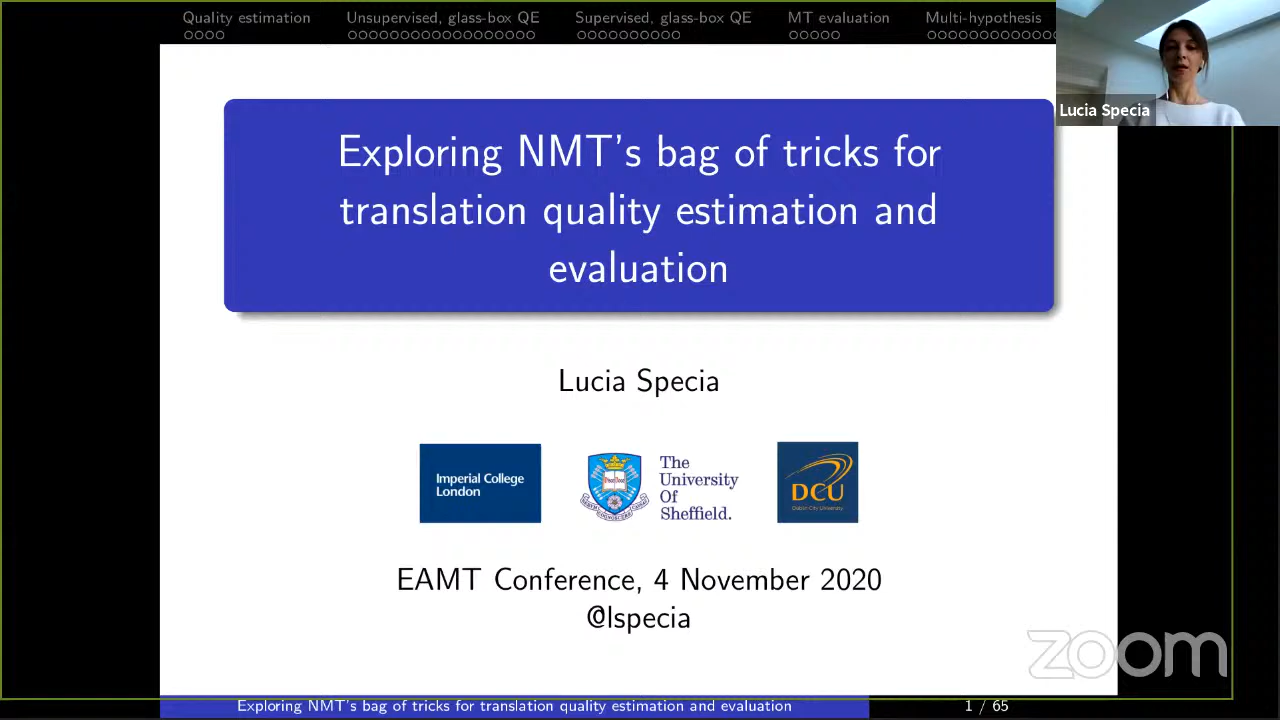 Quality estimation
Unsupervised, glass-box QE
Supervised, glass-box QE
MT evaluation
Multi-hypothesis
Lucia Specia
Exploring NMT's bag of tricks for
translation quality estimation and
evaluation
Lucia Specia
Imperial College
London
The
University
Of
Sheffield.
DCU
Dublin City University
EAMT Conference, 4 November 2020
@lspecia
zoom
Exploring NMT's bag of tricks for translation quality estimation and evaluation
1 / 65